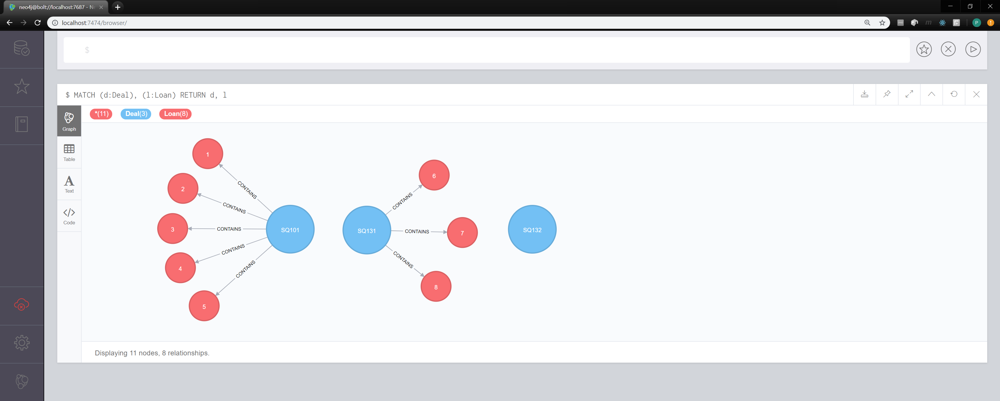 neo4j@bolt://localhost:7687 - Ne
localhost:7474/browser/
$
$ MATCH (d:Deal), (l:Loan) RETURN d, l
*(11) Deal(3) Loan(8)
Graph
Table
Text
Code
1
2
3
4
5
CONTAINS
CONTAINS
CONTAINS
CONTAINS
CONTAINS
SQ101
SQ131
CONTAINS
CONTAINS
CONTAINS
6
7
8
SQ132
Displaying 11 nodes, 8 relationships.
P